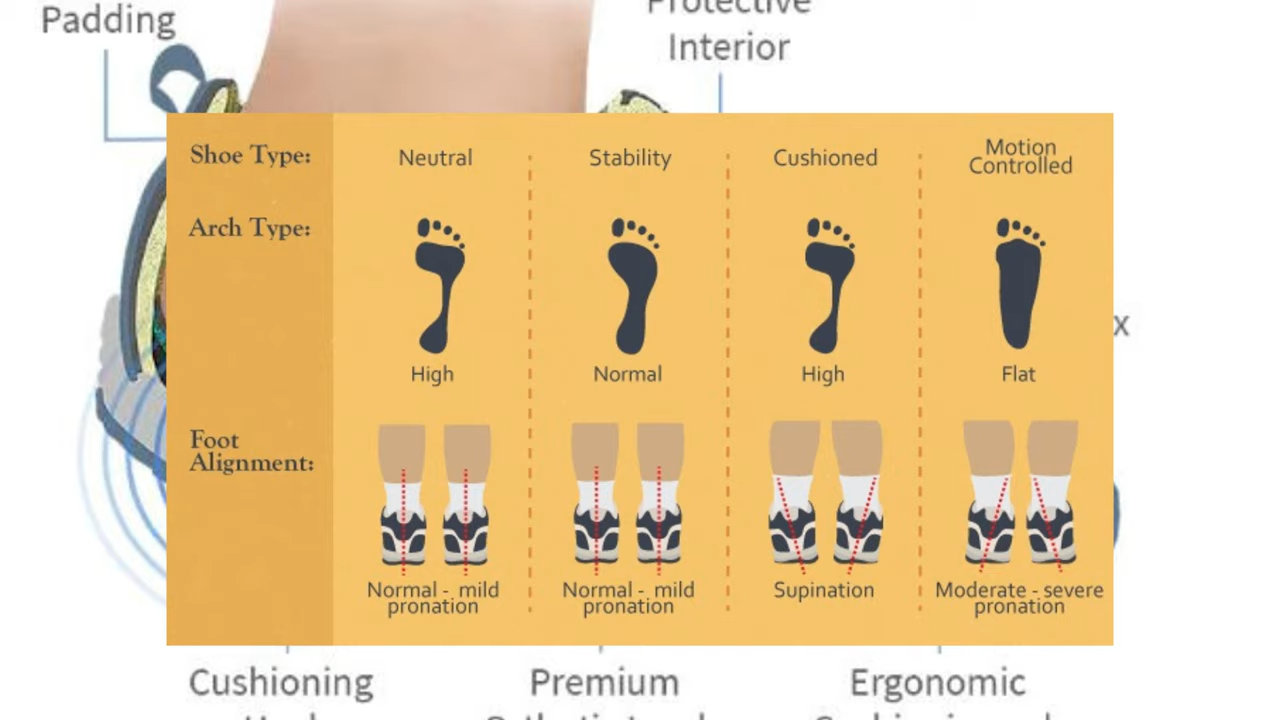 Padding
Protective
Interior
Shoe Type:
Neutral
Stability
Cushioned
Motion
Controlled
Arch Type:
High
Normal
High
Flat
x
Foot
Alignment:
Normal - mild
pronation
Normal - mild
pronation
Supination
Moderate - severe
pronation
Cushioning
Premium
Ergonomic